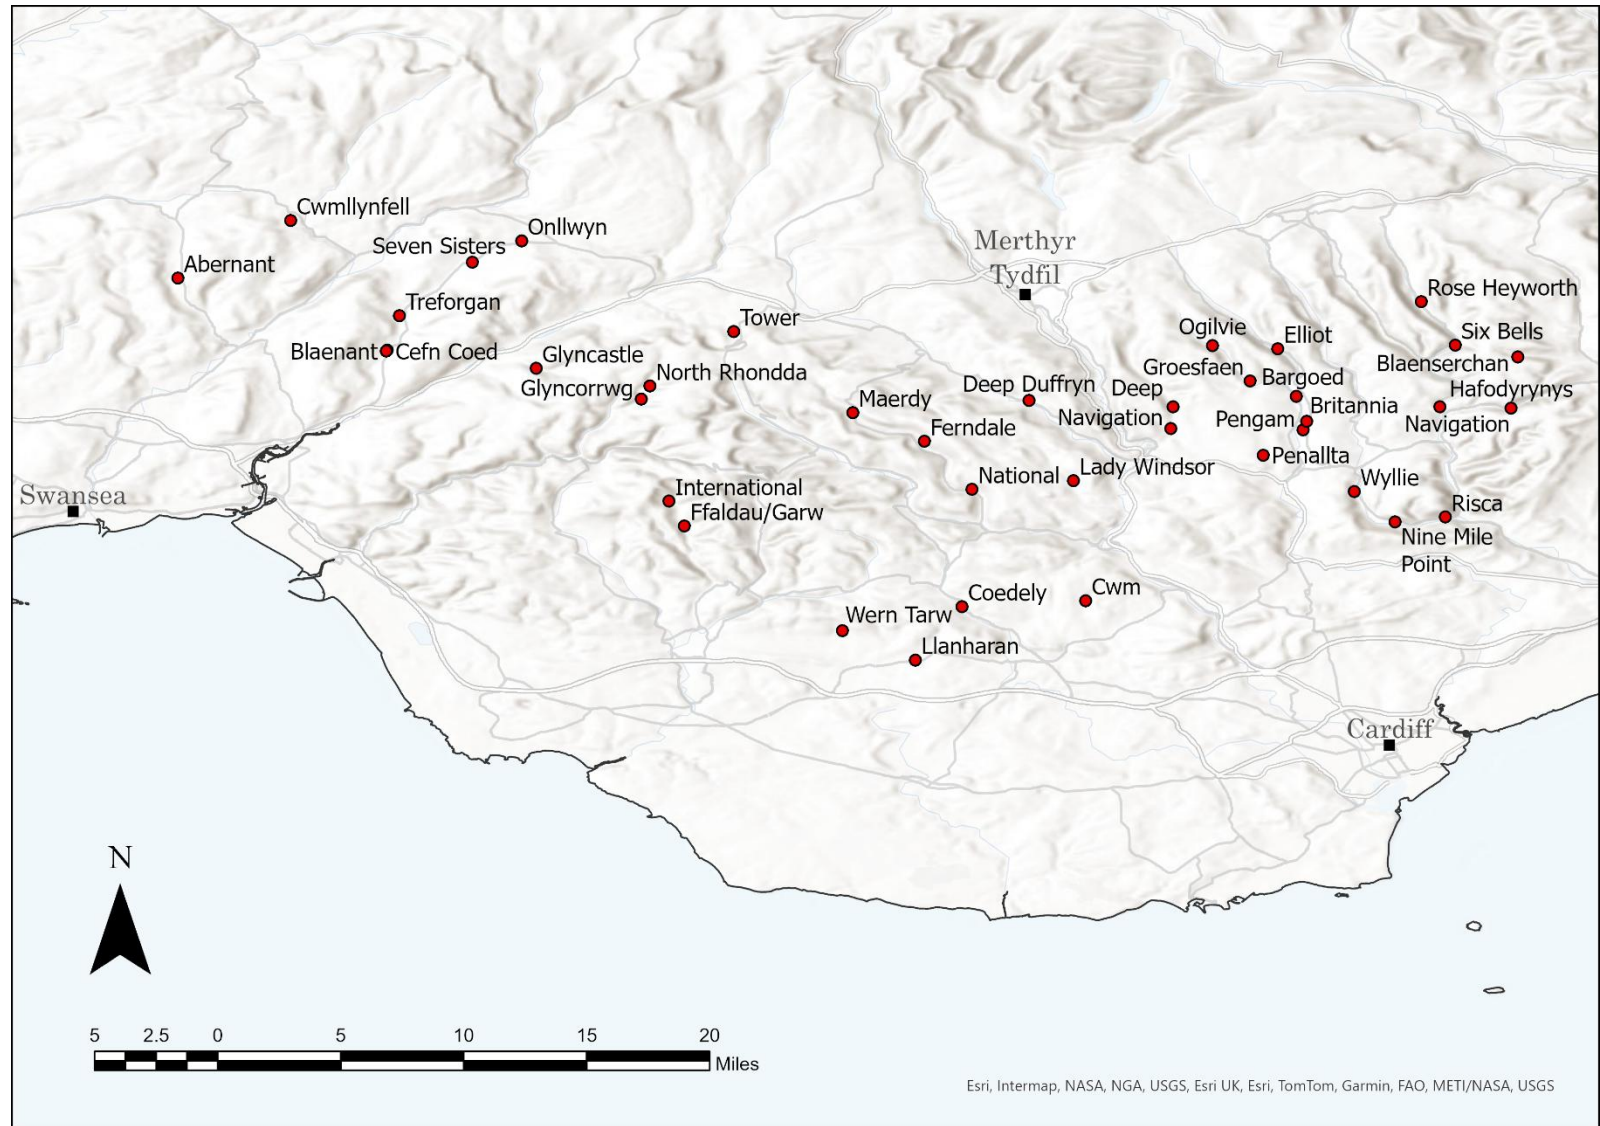 Cwmllynfell
Onllwyn
Seven Sisters
Abernant
Merthyr
Tydfil
Rose Heyworth
Treforgan
Tower
Ogilvie
Elliot
Six Bells
Blaenant
Cefn Coed
Glyncastle
North Rhondda
Groesfaen
Blaenserchan
Glyncorrwg
Bargoed
Deep Duffryn
Deep
Navigation
Hafodyrynys
Maerdy
Britannia
Pengam
Navigation
Ferndale
Penallta
Swansea
International
Ffaldau/Garw
National
Lady Windsor
Wyllie
Risca
Nine Mile
Point
Cwm
Coedely
Wern Tarw
Llanharan
Cardiff
N
5 2.5 0 5 10 15 20
Miles
Esri, Intermap, NASA, NGA, USGS, Esri UK, Esri, TomTom, Garmin, FAO, METI/NASA, USGS